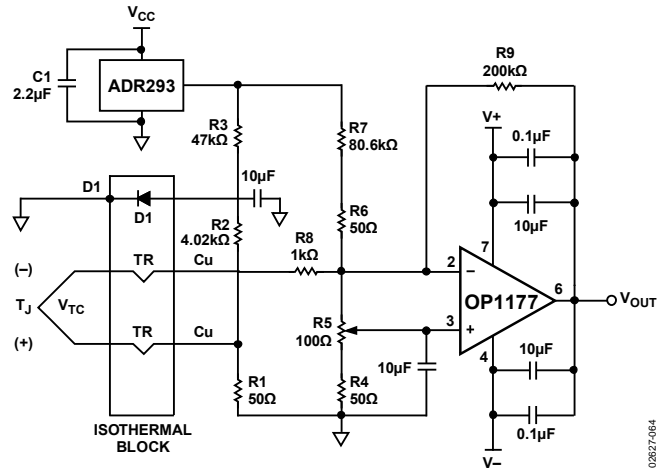 VCC
C1
2.2µF
ADR293
R3
47kΩ
R7
80.6kΩ
R9
200kΩ
V+
0.1µF
10µF
D1
D1
10µF
R2
4.02kΩ
R6
50Ω
R8
1kΩ
(–)
TR
Cu
TJ
VTC
(+)
TR
Cu
R5
100Ω
2
–
7
OP1177
6
VOUT
3
+
4
10µF
10µF
0.1µF
R1
50Ω
R4
50Ω
ISOTHERMAL
BLOCK
V–
02627-064